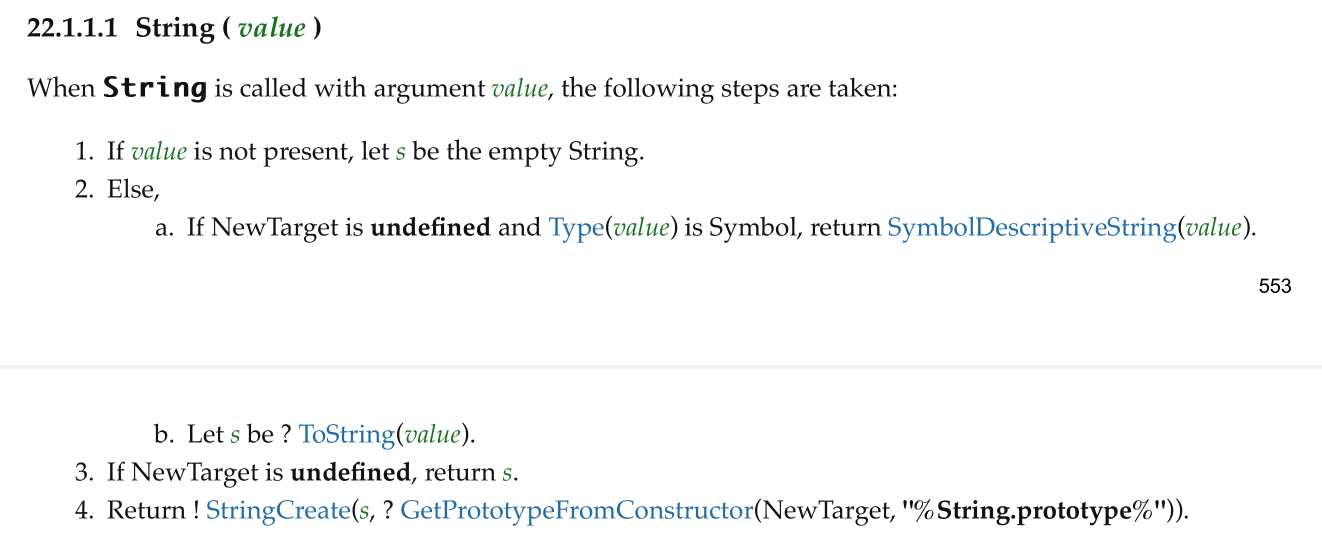 22.1.1.1 String ( value )
When String is called with argument value, the following steps are taken:
1. If value is not present, let s be the empty String.
2. Else,
a. If NewTarget is undefined and Type(value) is Symbol, return SymbolDescriptiveString(value).
553
b. Let s be ? ToString(value).
3. If NewTarget is undefined, return s.
4. Return ! StringCreate(s, ? GetPrototypeFromConstructor(NewTarget, "%String.prototype%")).